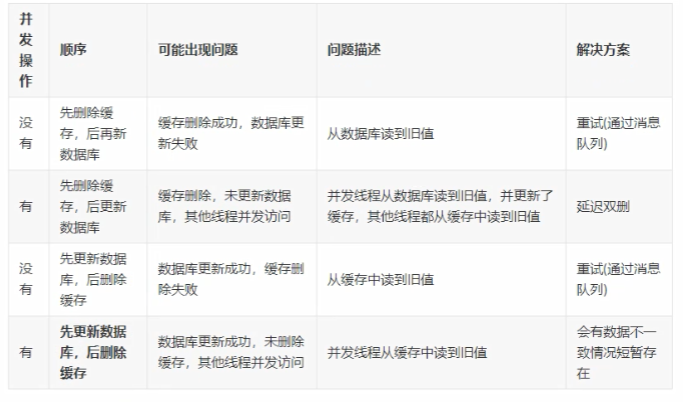 并
发
操
作
顺序
可能出现问题
问题描述
解决方案
没
有
先删除缓
存，后再新
数据库
缓存删除成功，数据库更
新失败
从数据库读到旧值
重试(通过消息
队列)
有
先删除缓
存，后更新
数据库
缓存删除，未更新数据
库，其他线程并发访问
并发线程从数据库读到旧值，并更新了
缓存，其他线程都从缓存中读到旧值
延迟双删
没
有
先更新数据
库，后删除
缓存
数据库更新成功，缓存删
除失败
从缓存中读到旧值
重试(通过消息
队列)
有
先更新数据
库，后删除
缓存
数据库更新成功，未删除
缓存，其他线程并发访问
并发线程从缓存中读到旧值
会有数据不一
致情况短暂存
在